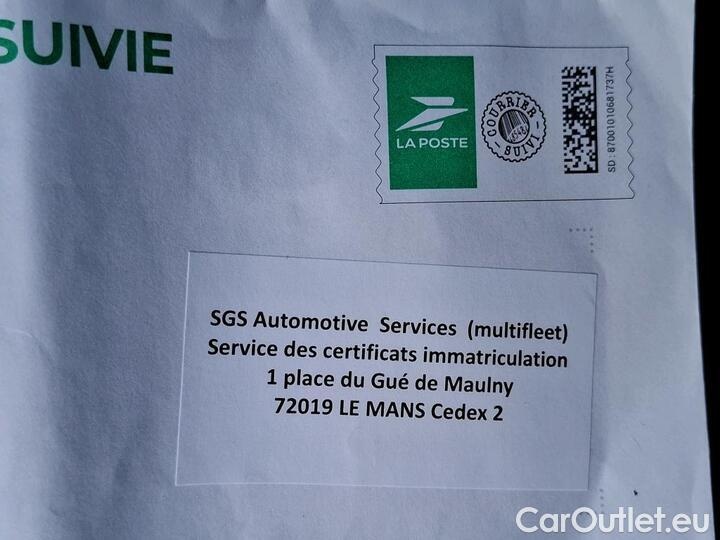 SUIVIE
LA POSTE
COURRIER
SUIVI
SD : 87001010681737H
SGS Automotive Services (multifleet)
Service des certificats immatriculation
1 place du Gué de Maulny
72019 LE MANS Cedex 2
CarOutlet.eu